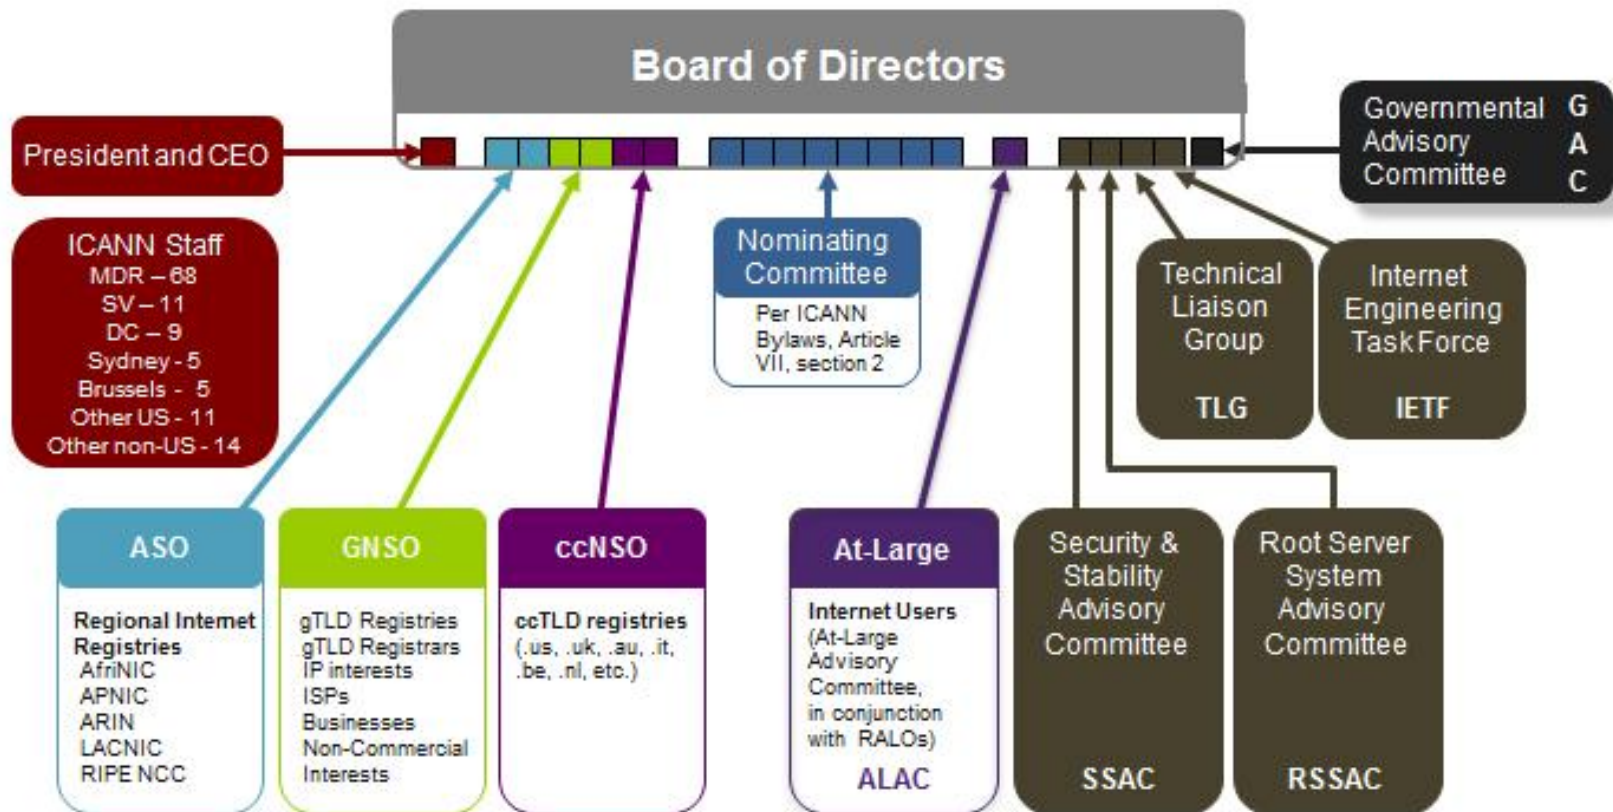 Board of Directors
President and CEO
Governmental
Advisory
Committee
G
A
C
ICANN Staff
MDR – 68
SV – 11
DC – 9
Sydney - 5
Brussels - 5
Other US - 11
Other non-US - 14
Nominating
Committee
Per ICANN
Bylaws, Article
VII, section 2
Technical
Liaison
Group
TLG
Internet
Engineering
Task Force
IETF
ASO
Regional Internet
Registries
AfriNIC
APNIC
ARIN
LACNIC
RIPE NCC
GNSO
gTLD Registries
gTLD Registrars
IP interests
ISPs
Businesses
Non-Commercial
Interests
ccNSO
ccTLD registries
(.us, .uk, .au, .it,
.be, .nl, etc.)
At-Large
Internet Users
(At-Large
Advisory
Committee,
in conjunction
with RALOs)
ALAC
Security &
Stability
Advisory
Committee
SSAC
Root Server
System
Advisory
Committee
RSSAC